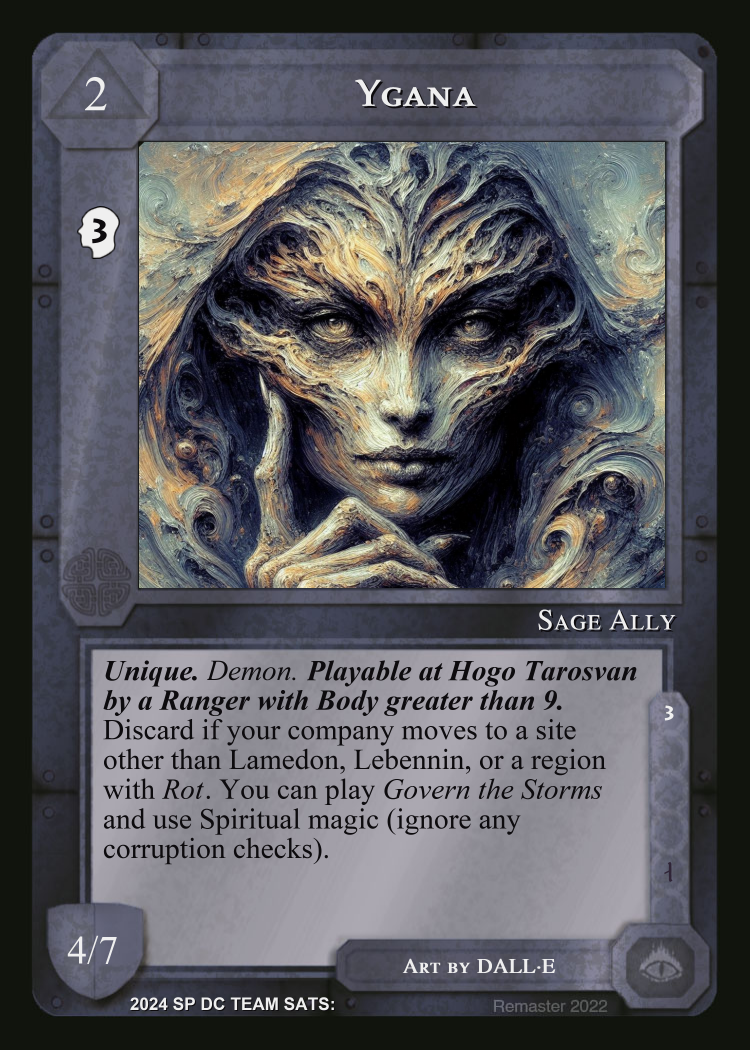 2
Ygana
3
Sage Ally
Unique. Demon. Playable at Hogo Tarosvan
by a Ranger with Body greater than 9.
Discard if your company moves to a site
other than Lamedon, Lebennin, or a region
with Rot. You can play Govern the Storms
and use Spiritual magic (ignore any
corruption checks).
3
4/7
Art by DALL·E
2024 SP DC TEAM SATS:
Remaster 2022